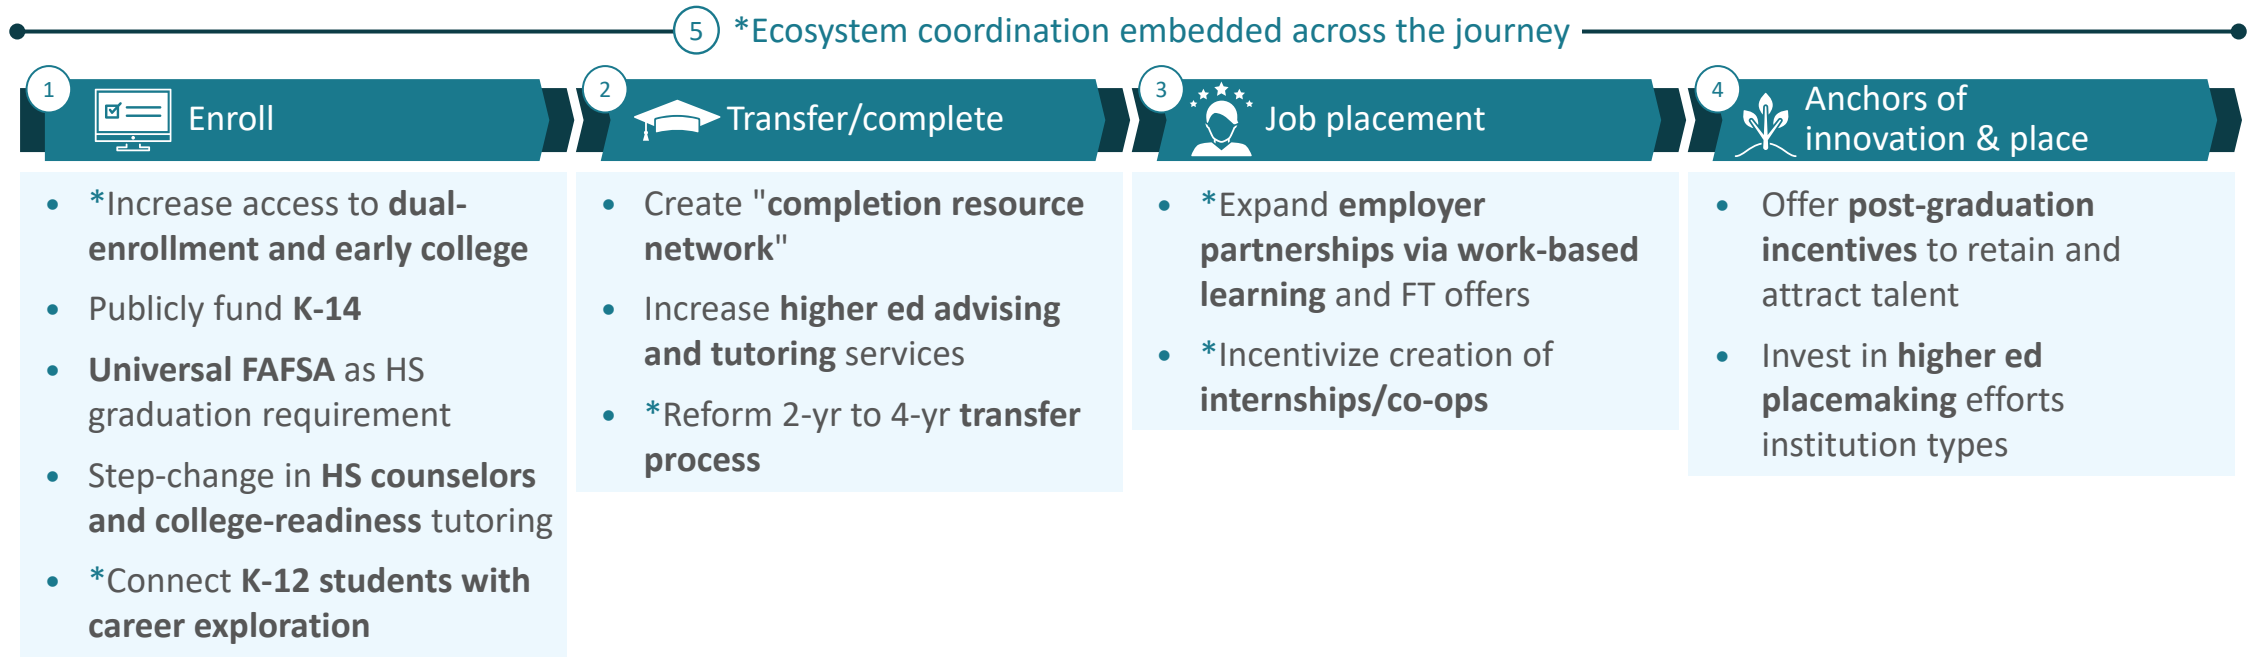 5 *Ecosystem coordination embedded across the journey
1 Enroll
• *Increase access to dual-
enrollment and early college
• Publicly fund K-14
• Universal FAFSA as HS
graduation requirement
• Step-change in HS counselors
and college-readiness tutoring
• *Connect K-12 students with
career exploration
2 Transfer/complete
• Create "completion resource
network"
• Increase higher ed advising
and tutoring services
• *Reform 2-yr to 4-yr transfer
process
3 Job placement
• *Expand employer
partnerships via work-based
learning and FT offers
• *Incentivize creation of
internships/co-ops
4 Anchors of
innovation & place
• Offer post-graduation
incentives to retain and
attract talent
• Invest in higher ed
placemaking efforts
institution types